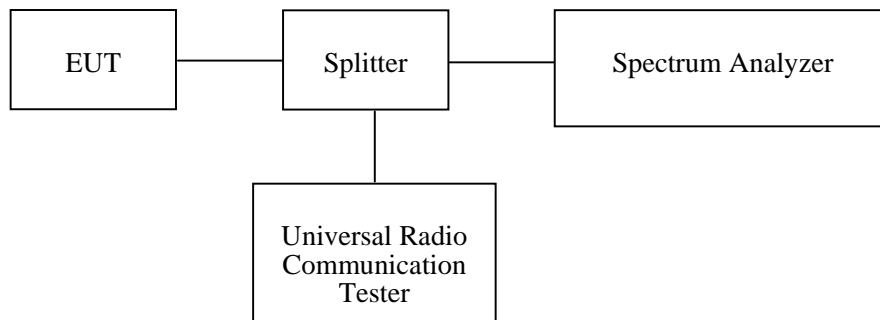 EUT
Splitter
Spectrum Analyzer
Universal Radio
Communication
Tester